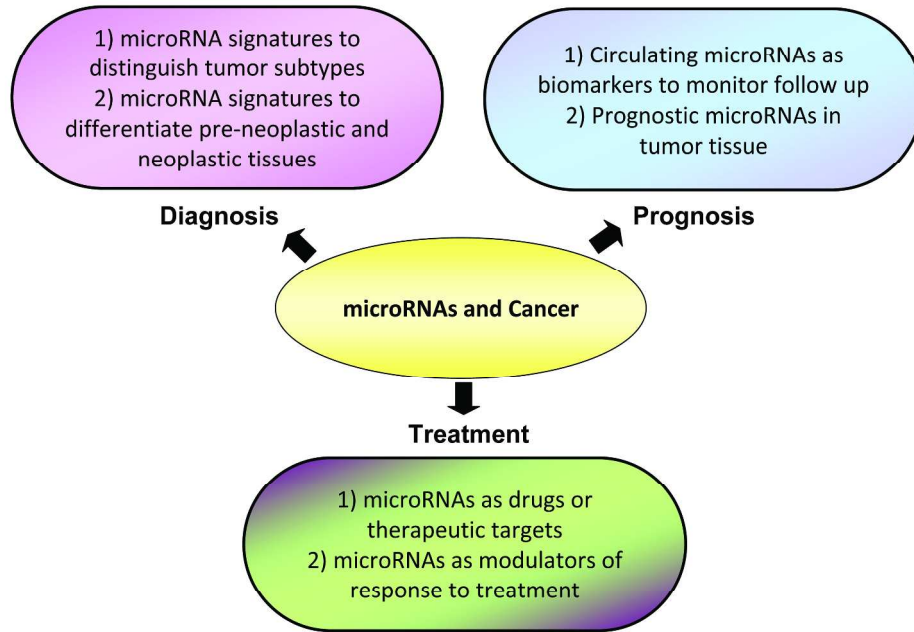 1) microRNA signatures to
distinguish tumor subtypes
2) microRNA signatures to
differentiate pre-neoplastic and
neoplastic tissues
Diagnosis
1) Circulating microRNAs as
biomarkers to monitor follow up
2) Prognostic microRNAs in
tumor tissue
Prognosis
microRNAs and Cancer
Treatment
1) microRNAs as drugs or
therapeutic targets
2) microRNAs as modulators of
response to treatment